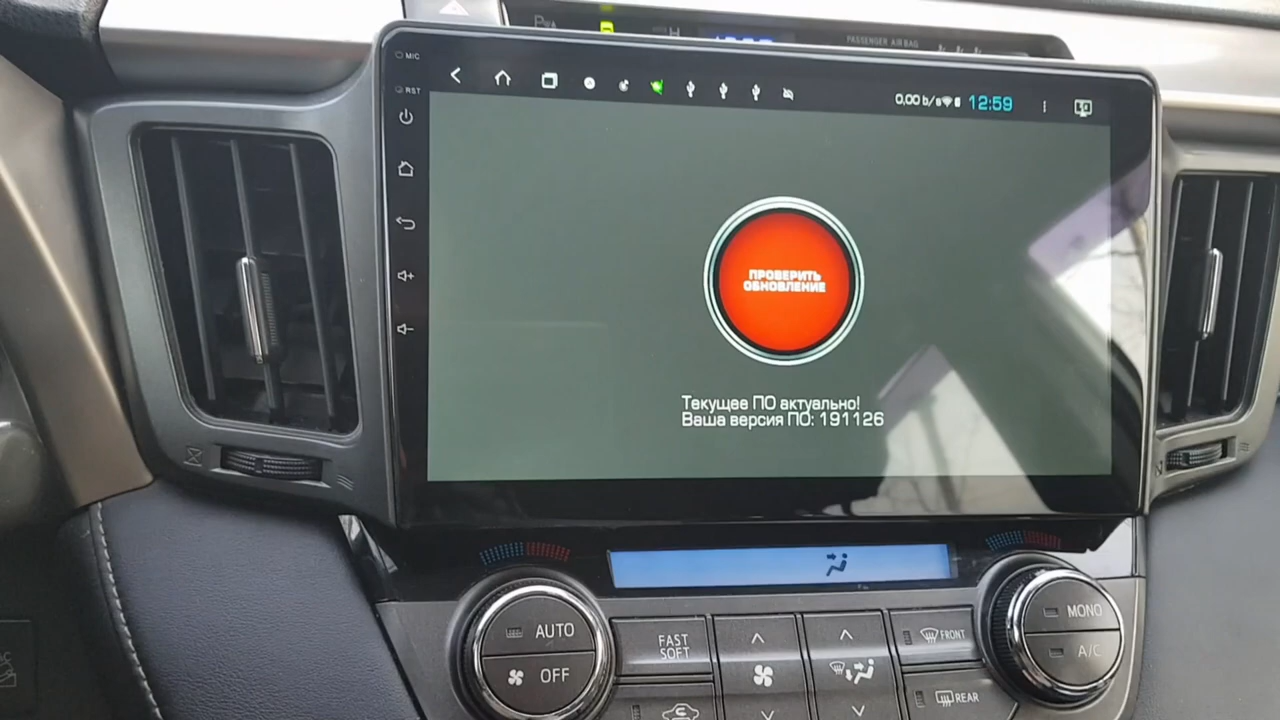 PASSENGER AIR BAG
MIC
RST
0,00 b/s
12:59
ПРОВЕРИТЬ
ОБНОВЛЕНИЕ
Текущее ПО актуально!
Ваша версия ПО: 191126
AUTO
OFF
FAST
SOFT
FRONT
REAR
MONO
A/C